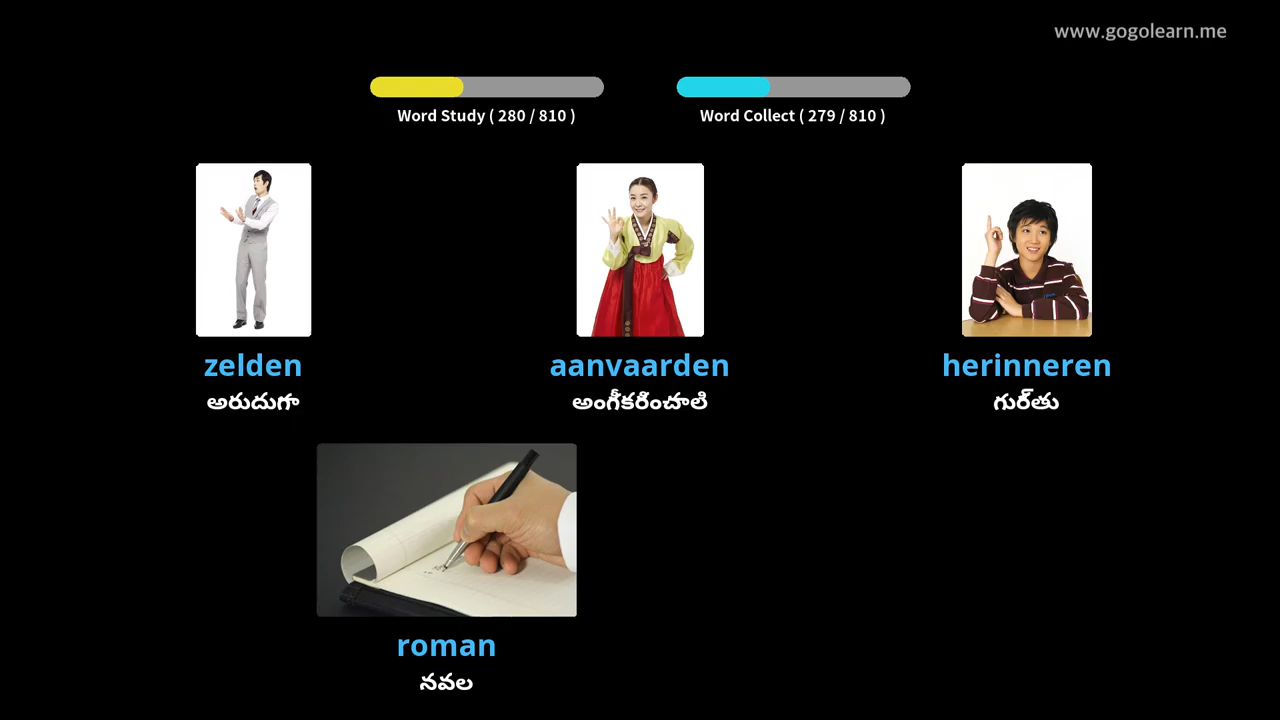 www.gogolearn.me
Word Study ( 280 / 810 )
Word Collect ( 279 / 810 )
zelden
అరుదుగా
aanvaarden
అంగీకరించాలి
herinneren
గుర్తు
roman
నవల